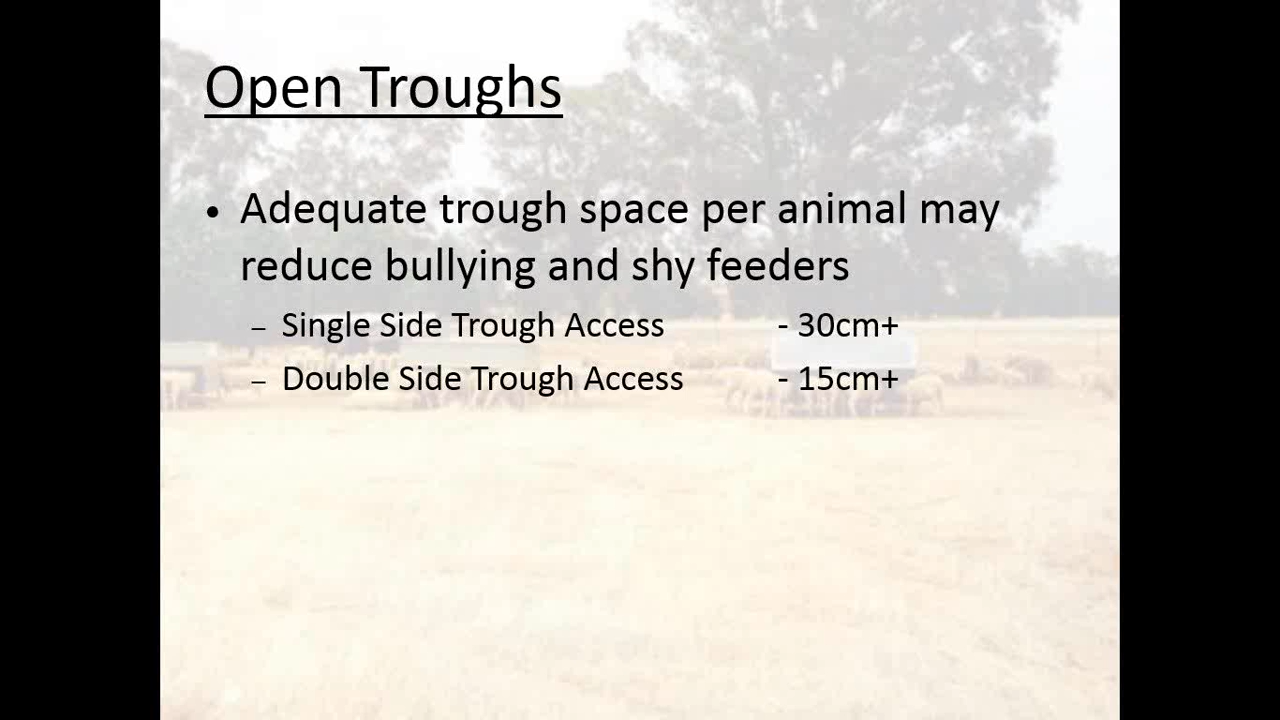 Open Troughs
• Adequate trough space per animal may
reduce bullying and shy feeders
– Single Side Trough Access - 30cm+
– Double Side Trough Access - 15cm+